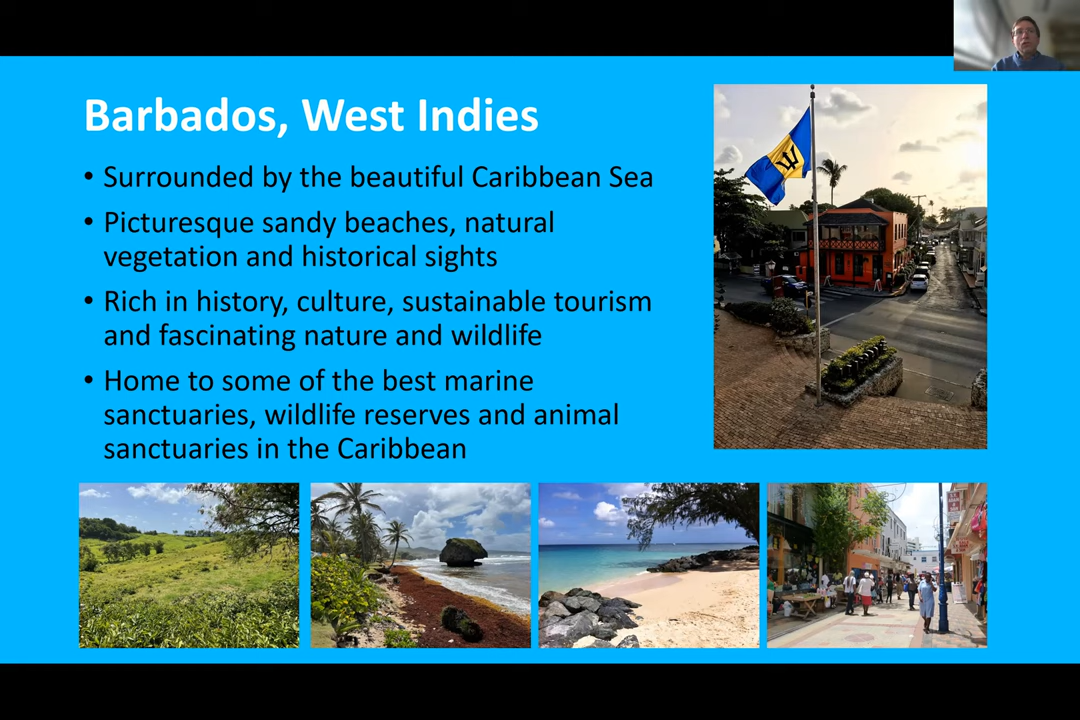 Barbados, West Indies
• Surrounded by the beautiful Caribbean Sea
• Picturesque sandy beaches, natural
vegetation and historical sights
• Rich in history, culture, sustainable tourism
and fascinating nature and wildlife
• Home to some of the best marine
sanctuaries, wildlife reserves and animal
sanctuaries in the Caribbean